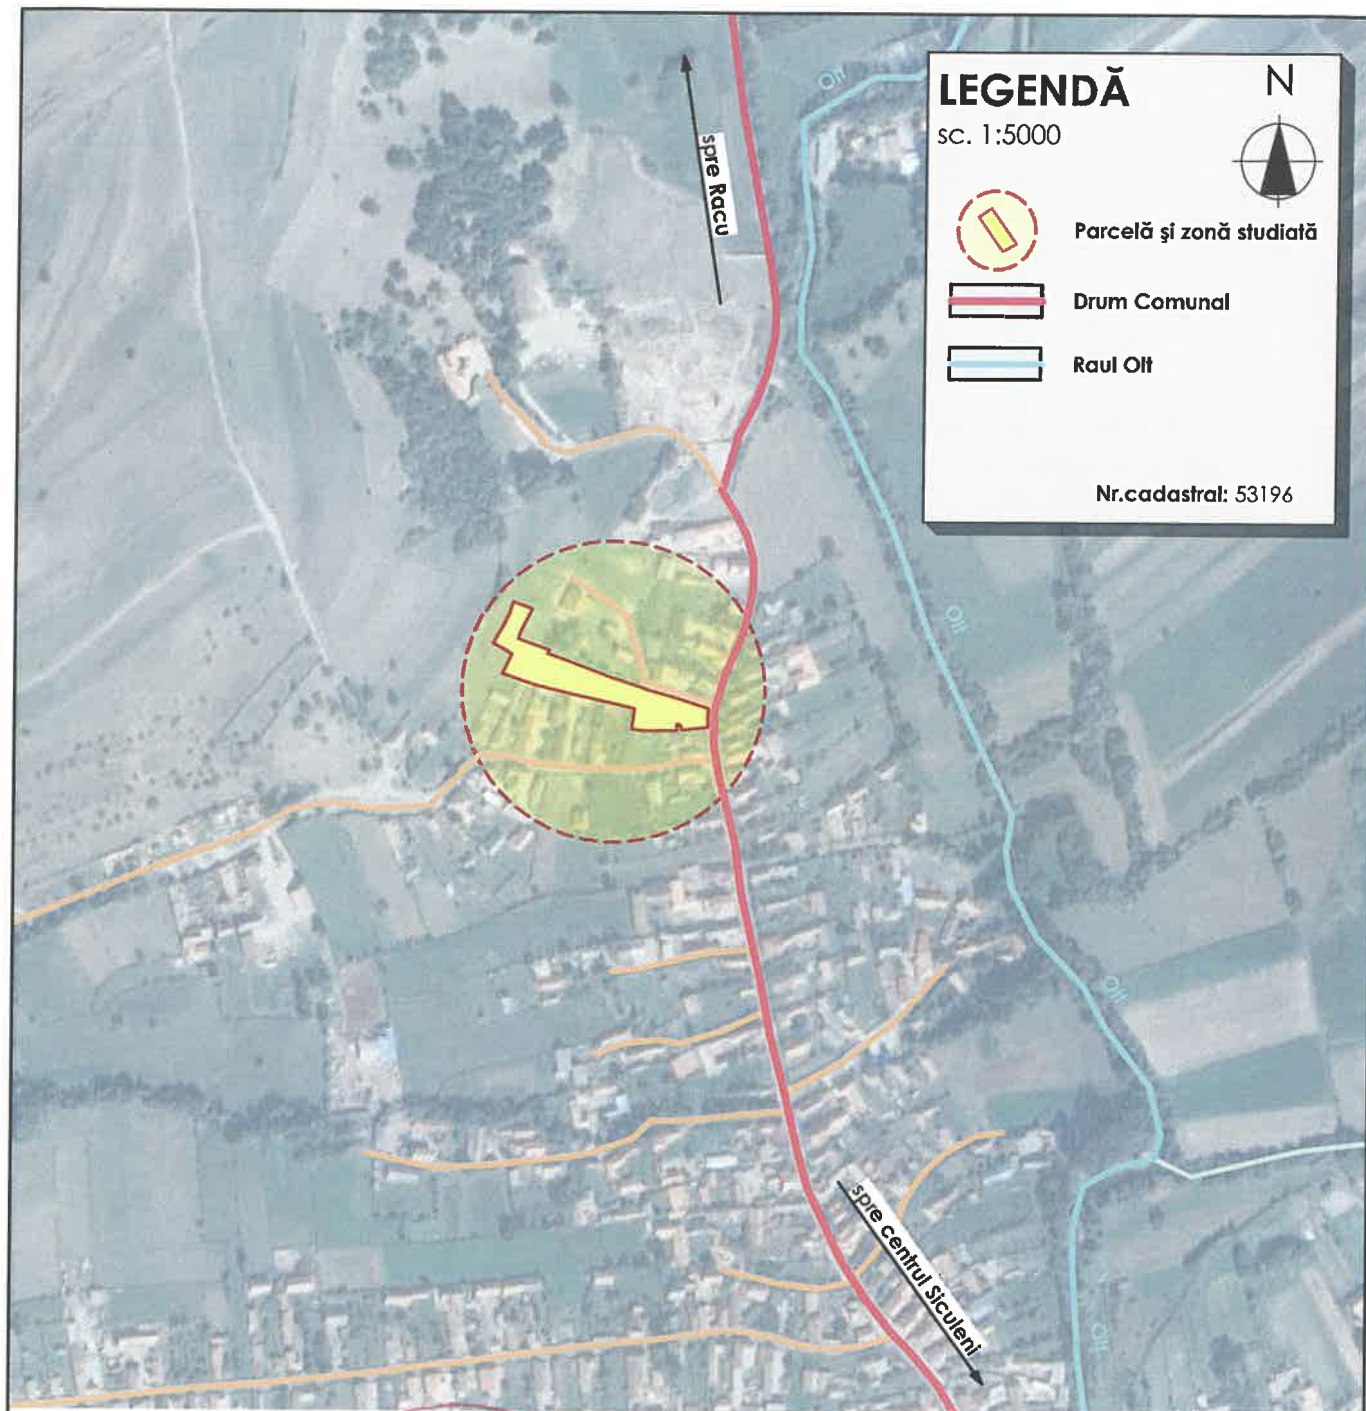 LEGENDĂ
N
sc. 1:5000
Parcelă și zonă studiată
Drum Comunal
Raul Olt
Nr.cadastral: 53196
Olt
spre Racu
Olt
Olt
spre centrul Siculeni
Olt